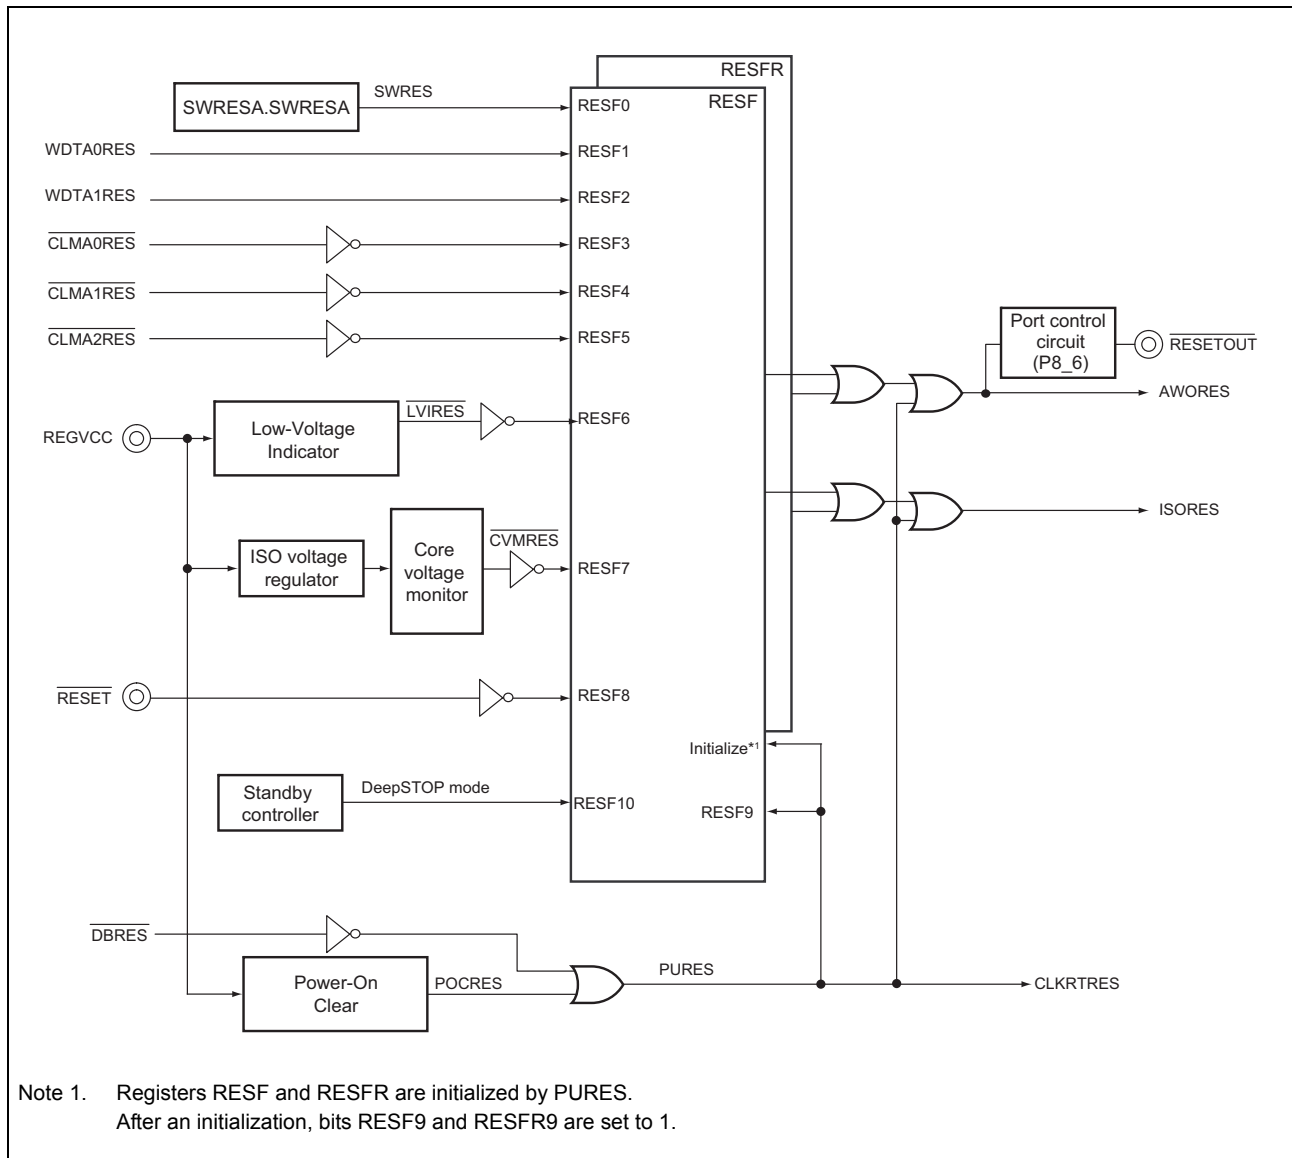 RESFR
RESF
SWRESA.SWRESA
SWRES
RESF0
WDTA0RES
RESF1
WDTA1RES
RESF2
CLMA0RES
RESF3
CLMA1RES
RESF4
CLMA2RES
RESF5
Port control
circuit
(P8_6)
RESETOUT
AWORES
REGVCC
Low-Voltage
Indicator
LVIRES
RESF6
ISORES
ISO voltage
regulator
Core
voltage
monitor
CVMRES
RESF7
RESET
RESF8
Initialize*1
Standby
controller
DeepSTOP mode
RESF10
RESF9
DBRES
Power-On
Clear
POCRES
PURES
CLKRTRES
Note 1. Registers RESF and RESFR are initialized by PURES.
After an initialization, bits RESF9 and RESFR9 are set to 1.